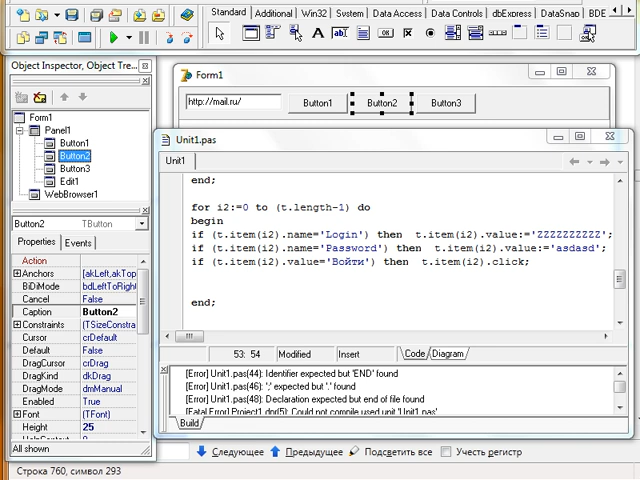 Standard Additional Win32 System Data Access Data Controls dbExpress DataSnap BDE
Object Inspector, Object Tre...
Form1
Panel1
Button1
Button2
Button3
Edit1
WebBrowser1
Button2 TButton
Properties Events
Action
Anchors [akLeft,akTop
BiDiMode bdLeftToRigh
Cancel False
Caption Button2
Constraints (TSizeConstra
Cursor crDefault
Default False
DragCursor crDrag
DragKind dkDrag
DragMode dmManual
Enabled True
Font (TFont)
Height 25
All shown
Form1
http://mail.ru/ Button1 Button2 Button3
Unit1.pas
Unit1
end;
for i2:=0 to (t.length-1) do
begin
if (t.item(i2).name='Login') then t.item(i2).value:='ZZZZZZZZZZ';
if (t.item(i2).name='Password') then t.item(i2).value:='asdasd';
if (t.item(i2).value='Войти') then t.item(i2).click;
end;
53: 54 Modified Insert Code Diagram
[Error] Unit1.pas(44): Identifier expected but 'END' found
[Error] Unit1.pas(46): ';' expected but '.' found
[Error] Unit1.pas(48): Declaration expected but end of file found
[Fatal Error] Project1.dpr(5): Could not compile used unit 'Unit1.pas'
Build
Следующее Предыдущее Подсветить все Учесть регистр
Строка 760, символ 293